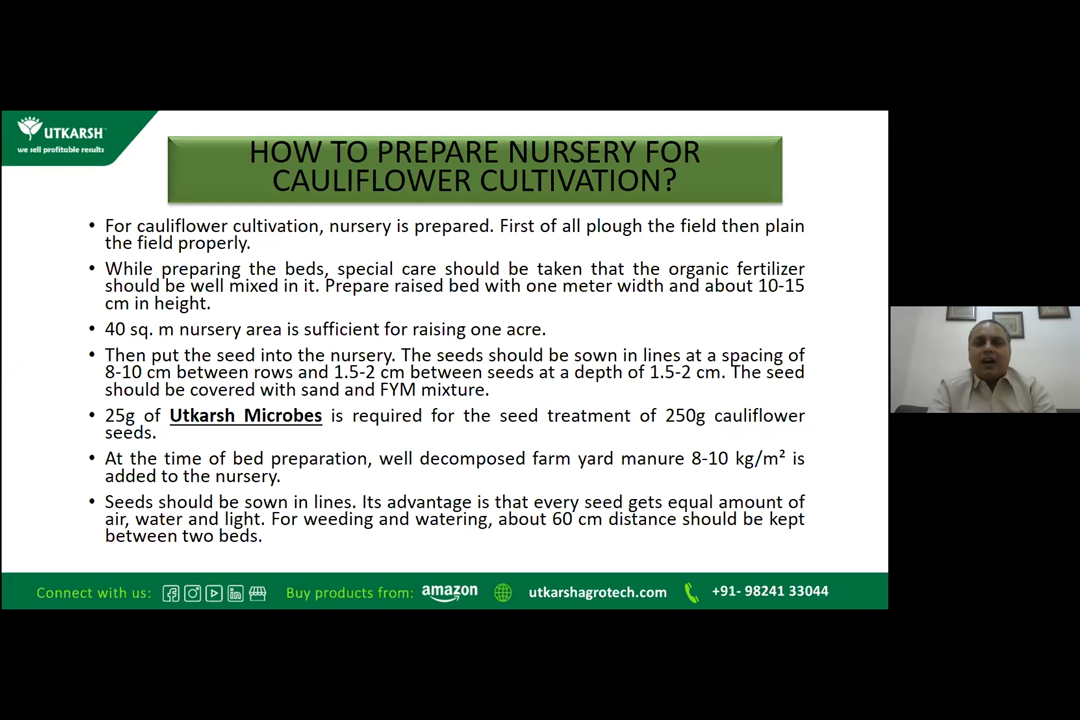 UTKARSH
we sell profitable results
HOW TO PREPARE NURSERY FOR
CAULIFLOWER CULTIVATION?
• For cauliflower cultivation, nursery is prepared. First of all plough the field then plain
the field properly.
• While preparing the beds, special care should be taken that the organic fertilizer
should be well mixed in it. Prepare raised bed with one meter width and about 10-15
cm in height.
• 40 sq. m nursery area is sufficient for raising one acre.
• Then put the seed into the nursery. The seeds should be sown in lines at a spacing of
8-10 cm between rows and 1.5-2 cm between seeds at a depth of 1.5-2 cm. The seed
should be covered with sand and FYM mixture.
• 25g of Utkarsh Microbes is required for the seed treatment of 250g cauliflower
seeds.
• At the time of bed preparation, well decomposed farm yard manure 8-10 kg/m² is
added to the nursery.
• Seeds should be sown in lines. Its advantage is that every seed gets equal amount of
air, water and light. For weeding and watering, about 60 cm distance should be kept
between two beds.
Connect with us: Buy products from: amazon utkarshagrotech.com +91- 98241 33044